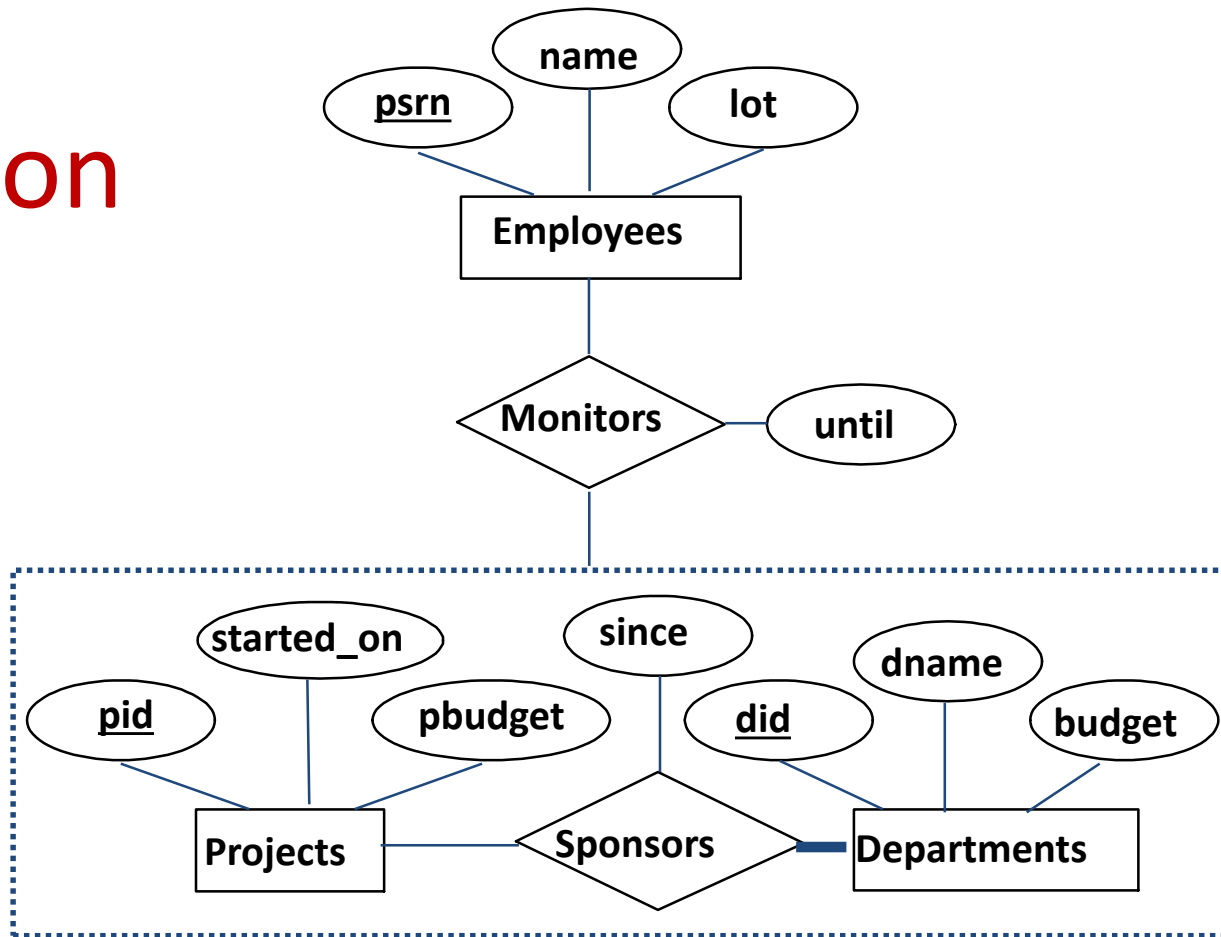 name
psrn
lot
on
Employees
Monitors
until
started_on
since
dname
pid
pbudget
did
budget
Projects
Sponsors
Departments